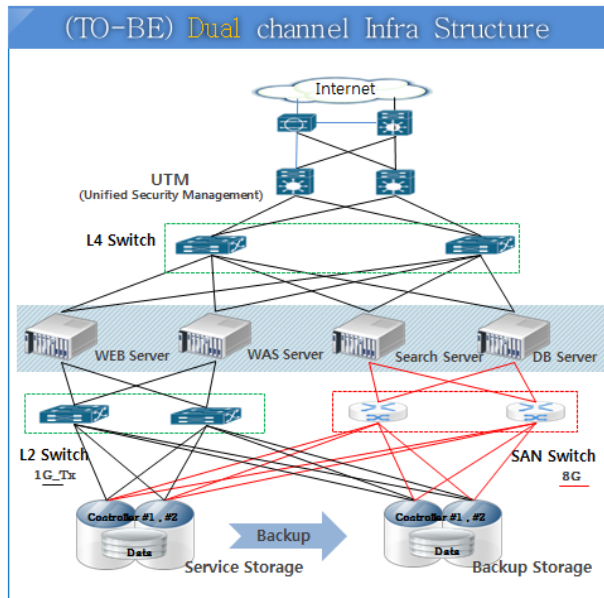 (TO-BE) Dual channel Infra Structure
Internet
UTM
(Unified Security Management)
L4 Switch
WEB Server
WAS Server
Search Server
DB Server
L2 Switch
SAN Switch
1G_Tx
8G
Controller #1 , #2
Controller #1 , #2
Backup
Data
Data
Service Storage
Backup Storage